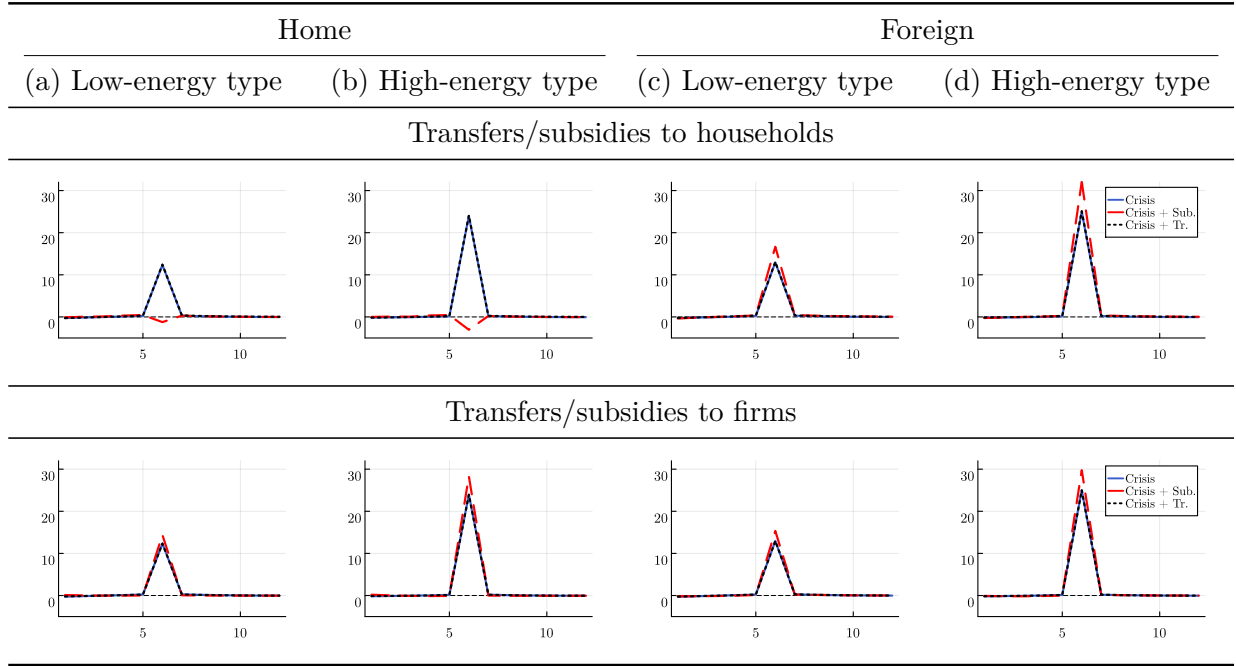 Home Foreign
(a) Low-energy type (b) High-energy type (c) Low-energy type (d) High-energy type
Transfers/subsidies to households
30 30 30 30
Crisis
Crisis + Sub.
Crisis + Tr.
20 20 20 20
10 10 10 10
0 0 0 0
5 10 5 10 5 10 5 10
Transfers/subsidies to firms
30 30 30 30
Crisis
Crisis + Sub.
Crisis + Tr.
20 20 20 20
10 10 10 10
0 0 0 0
5 10 5 10 5 10 5 10